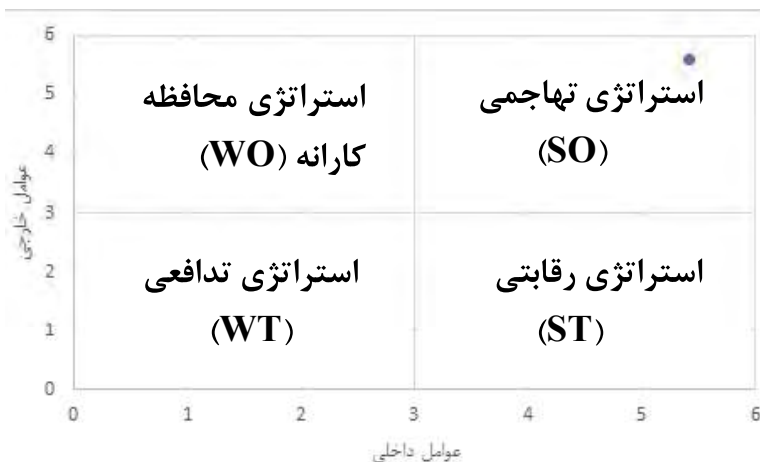 6
5
4
3
2
1
0
عوامل خارجی
استراتژی تهاجمی
(SO)
استراتژی محافظه
کارانه (WO)
استراتژی رقابتی
(ST)
استراتژی تدافعی
(WT)
0 1 2 3 4 5 6
عوامل داخلی